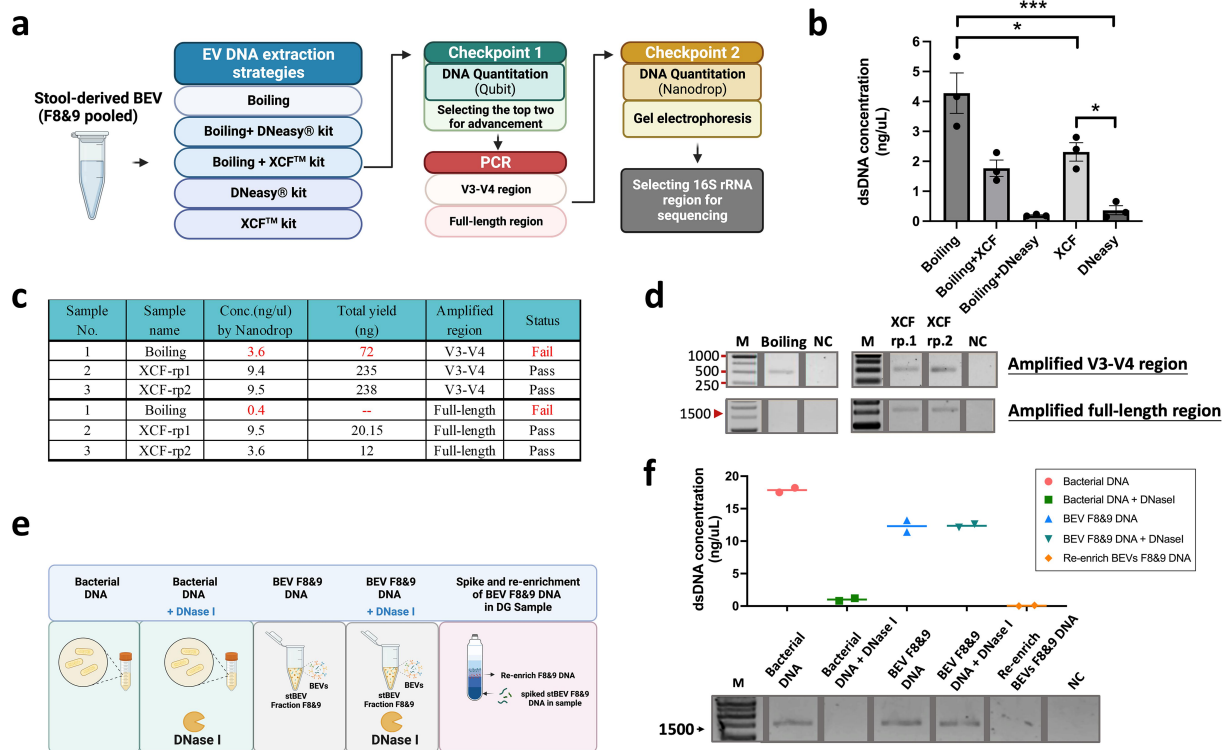 a
Stool-derived BEV
(F8&9 pooled)
EV DNA extraction
strategies
Boiling
Boiling+ DNeasy® kit
Boiling + XCF™ kit
DNeasy® kit
XCF™ kit
Checkpoint 1
DNA Quantitation
(Qubit)
Selecting the top two
for advancement
PCR
V3-V4 region
Full-length region
Checkpoint 2
DNA Quantitation
(Nanodrop)
Gel electrophoresis
Selecting 16S rRNA
region for
sequencing
b
***
*
*
dsDNA concentration
(ng/uL)
6
5
4
3
2
1
0
Boiling
Boiling+XCF
Boiling+DNeasy
XCF
DNeasy
c
Sample No. Sample name Conc.(ng/ul) by Nanodrop Total yield (ng) Amplified region Status
1 Boiling 3.6 72 V3-V4 Fail
2 XCF-rp1 9.4 235 V3-V4 Pass
3 XCF-rp2 9.5 238 V3-V4 Pass
1 Boiling 0.4 -- Full-length Fail
2 XCF-rp1 9.5 20.15 Full-length Pass
3 XCF-rp2 3.6 12 Full-length Pass
d
M Boiling NC M XCF rp.1 XCF rp.2 NC
1000
500
250
Amplified V3-V4 region
1500
Amplified full-length region
e
Bacterial
DNA
Bacterial
DNA
+ DNase I
BEV F8&9
DNA
BEV F8&9
DNA
+ DNase I
Spike and re-enrichment
of BEV F8&9 DNA
in DG Sample
DNase I
BEVs
stBEV
Fraction F8&9
BEVs
stBEV
Fraction F8&9
DNase I
Re-enrich F8&9 DNA
spiked stBEV F8&9
DNA in sample
f
dsDNA concentration
(ng/uL)
20
15
10
5
0
Bacterial DNA
Bacterial DNA + DNaseI
BEV F8&9 DNA
BEV F8&9 DNA + DNaseI
Re-enrich BEVs F8&9 DNA
M
Bacterial
DNA
Bacterial
DNA + DNase I
BEV F8&9
DNA
BEV F8&9
DNA + DNase I
Re-enrich
BEVs F8&9 DNA
NC
1500